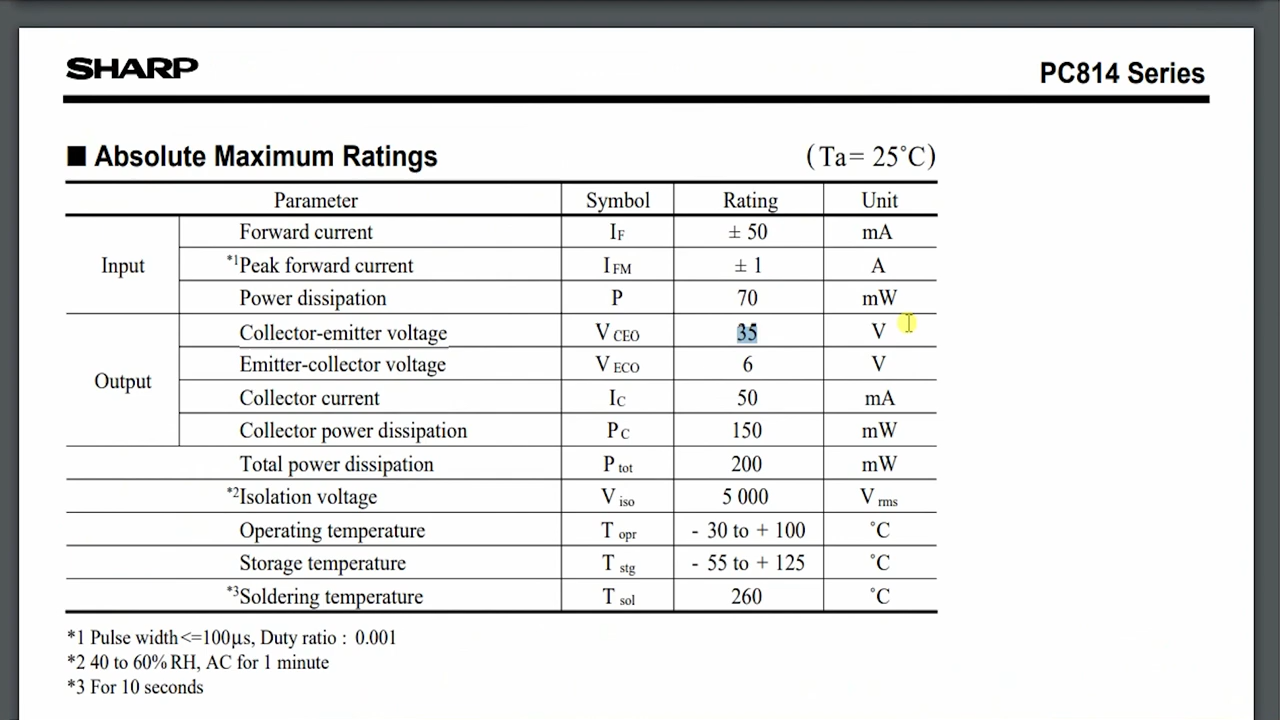 SHARP
PC814 Series
■ Absolute Maximum Ratings (Ta= 25˚C)
Parameter Symbol Rating Unit
Input
Forward current IF ± 50 mA
*1Peak forward current IFM ± 1 A
Power dissipation P 70 mW
Output
Collector-emitter voltage VCEO 35 V
Emitter-collector voltage VECO 6 V
Collector current IC 50 mA
Collector power dissipation PC 150 mW
Total power dissipation Ptot 200 mW
*2Isolation voltage Viso 5 000 Vrms
Operating temperature Topr - 30 to + 100 ˚C
Storage temperature Tstg - 55 to + 125 ˚C
*3Soldering temperature Tsol 260 ˚C
*1 Pulse width<=100μs, Duty ratio : 0.001
*2 40 to 60% RH, AC for 1 minute
*3 For 10 seconds